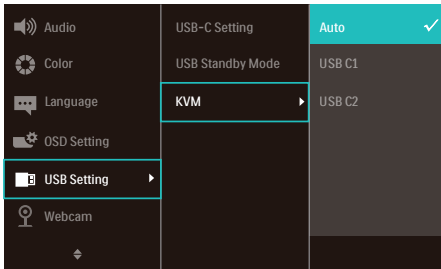 Audio
Color
Language
OSD Setting
USB Setting
Webcam
USB-C Setting
USB Standby Mode
KVM
Auto
USB C1
USB C2